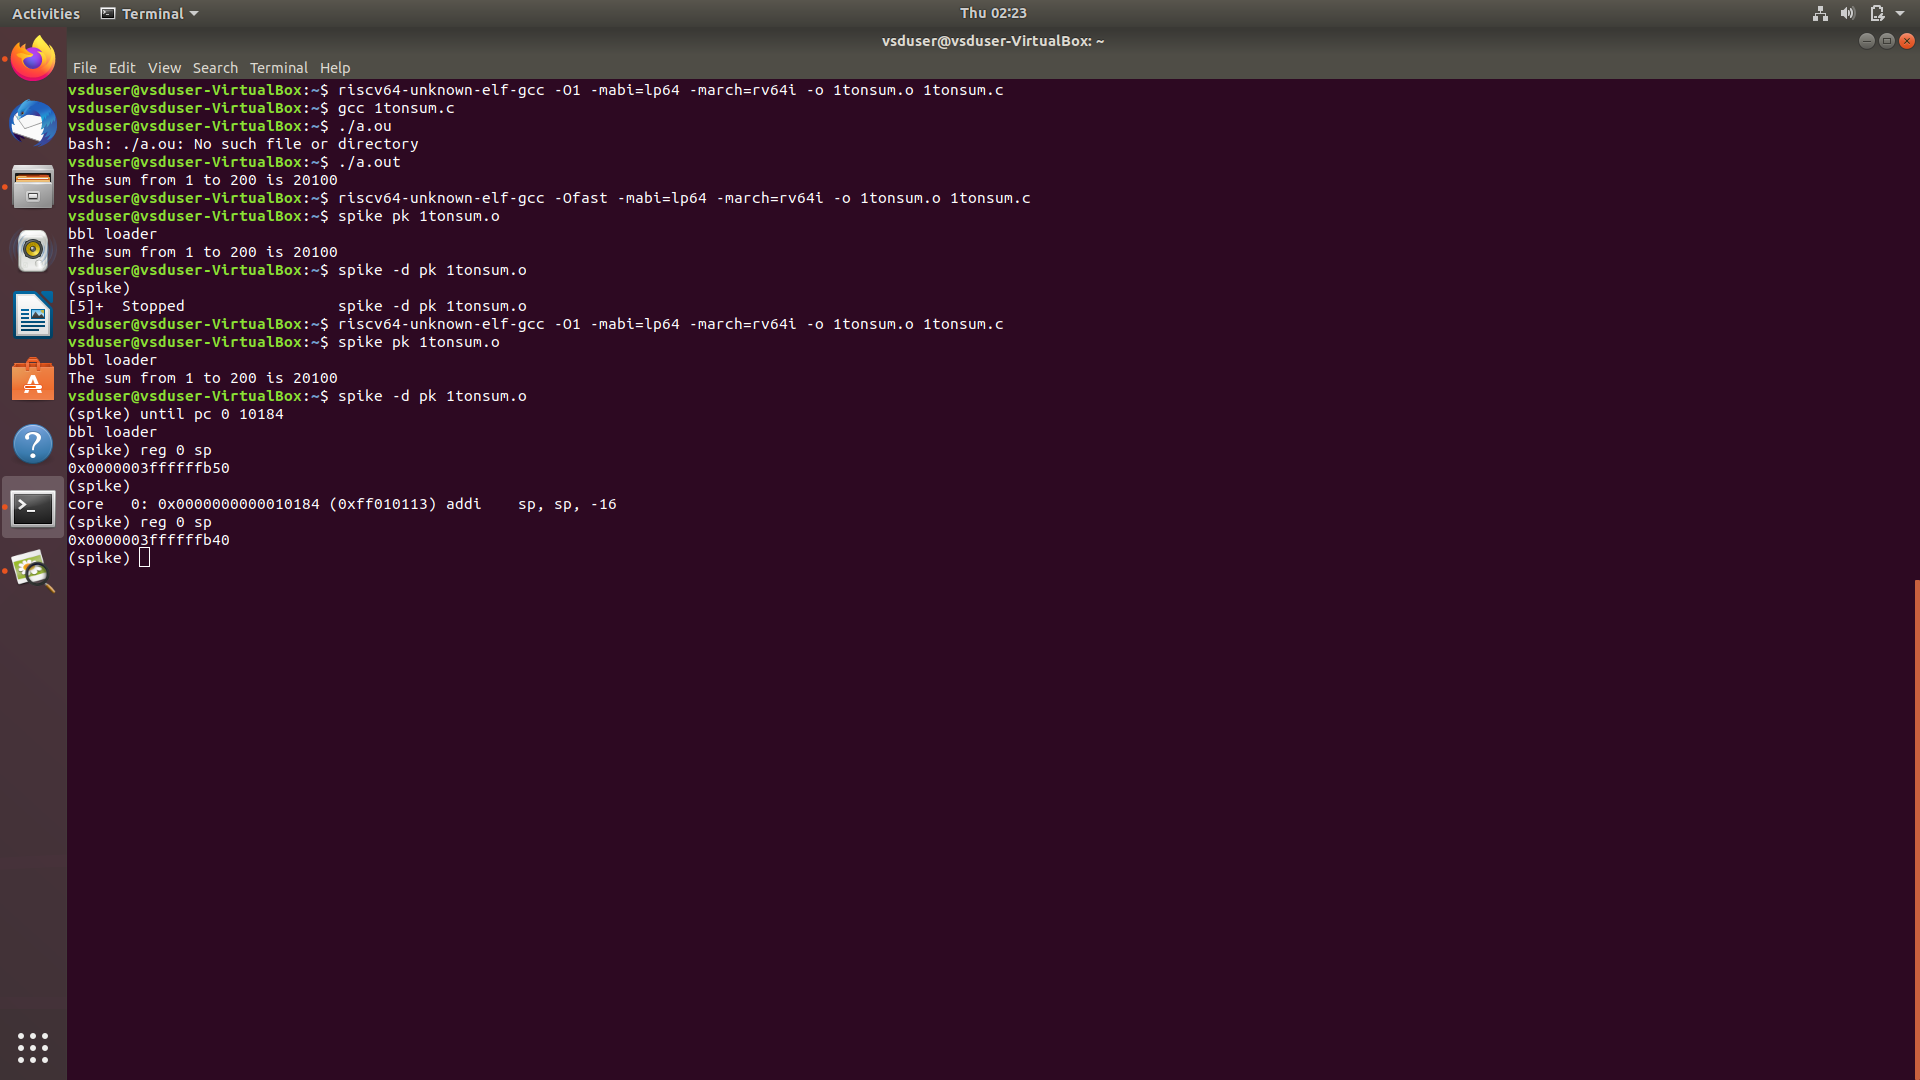 Activities Terminal Thu 02:23
vsduser@vsduser-VirtualBox: ~
File Edit View Search Terminal Help
vsduser@vsduser-VirtualBox:~$ riscv64-unknown-elf-gcc -O1 -mabi=lp64 -march=rv64i -o 1tonsum.o 1tonsum.c
vsduser@vsduser-VirtualBox:~$ gcc 1tonsum.c
vsduser@vsduser-VirtualBox:~$ ./a.ou
bash: ./a.ou: No such file or directory
vsduser@vsduser-VirtualBox:~$ ./a.out
The sum from 1 to 200 is 20100
vsduser@vsduser-VirtualBox:~$ riscv64-unknown-elf-gcc -Ofast -mabi=lp64 -march=rv64i -o 1tonsum.o 1tonsum.c
vsduser@vsduser-VirtualBox:~$ spike pk 1tonsum.o
bbl loader
The sum from 1 to 200 is 20100
vsduser@vsduser-VirtualBox:~$ spike -d pk 1tonsum.o
(spike)
[5]+  Stopped                 spike -d pk 1tonsum.o
vsduser@vsduser-VirtualBox:~$ riscv64-unknown-elf-gcc -O1 -mabi=lp64 -march=rv64i -o 1tonsum.o 1tonsum.c
vsduser@vsduser-VirtualBox:~$ spike pk 1tonsum.o
bbl loader
The sum from 1 to 200 is 20100
vsduser@vsduser-VirtualBox:~$ spike -d pk 1tonsum.o
(spike) until pc 0 10184
bbl loader
(spike) reg 0 sp
0x0000003ffffffb50
(spike)
core   0: 0x0000000000010184 (0xff010113) addi    sp, sp, -16
(spike) reg 0 sp
0x0000003ffffffb40
(spike)